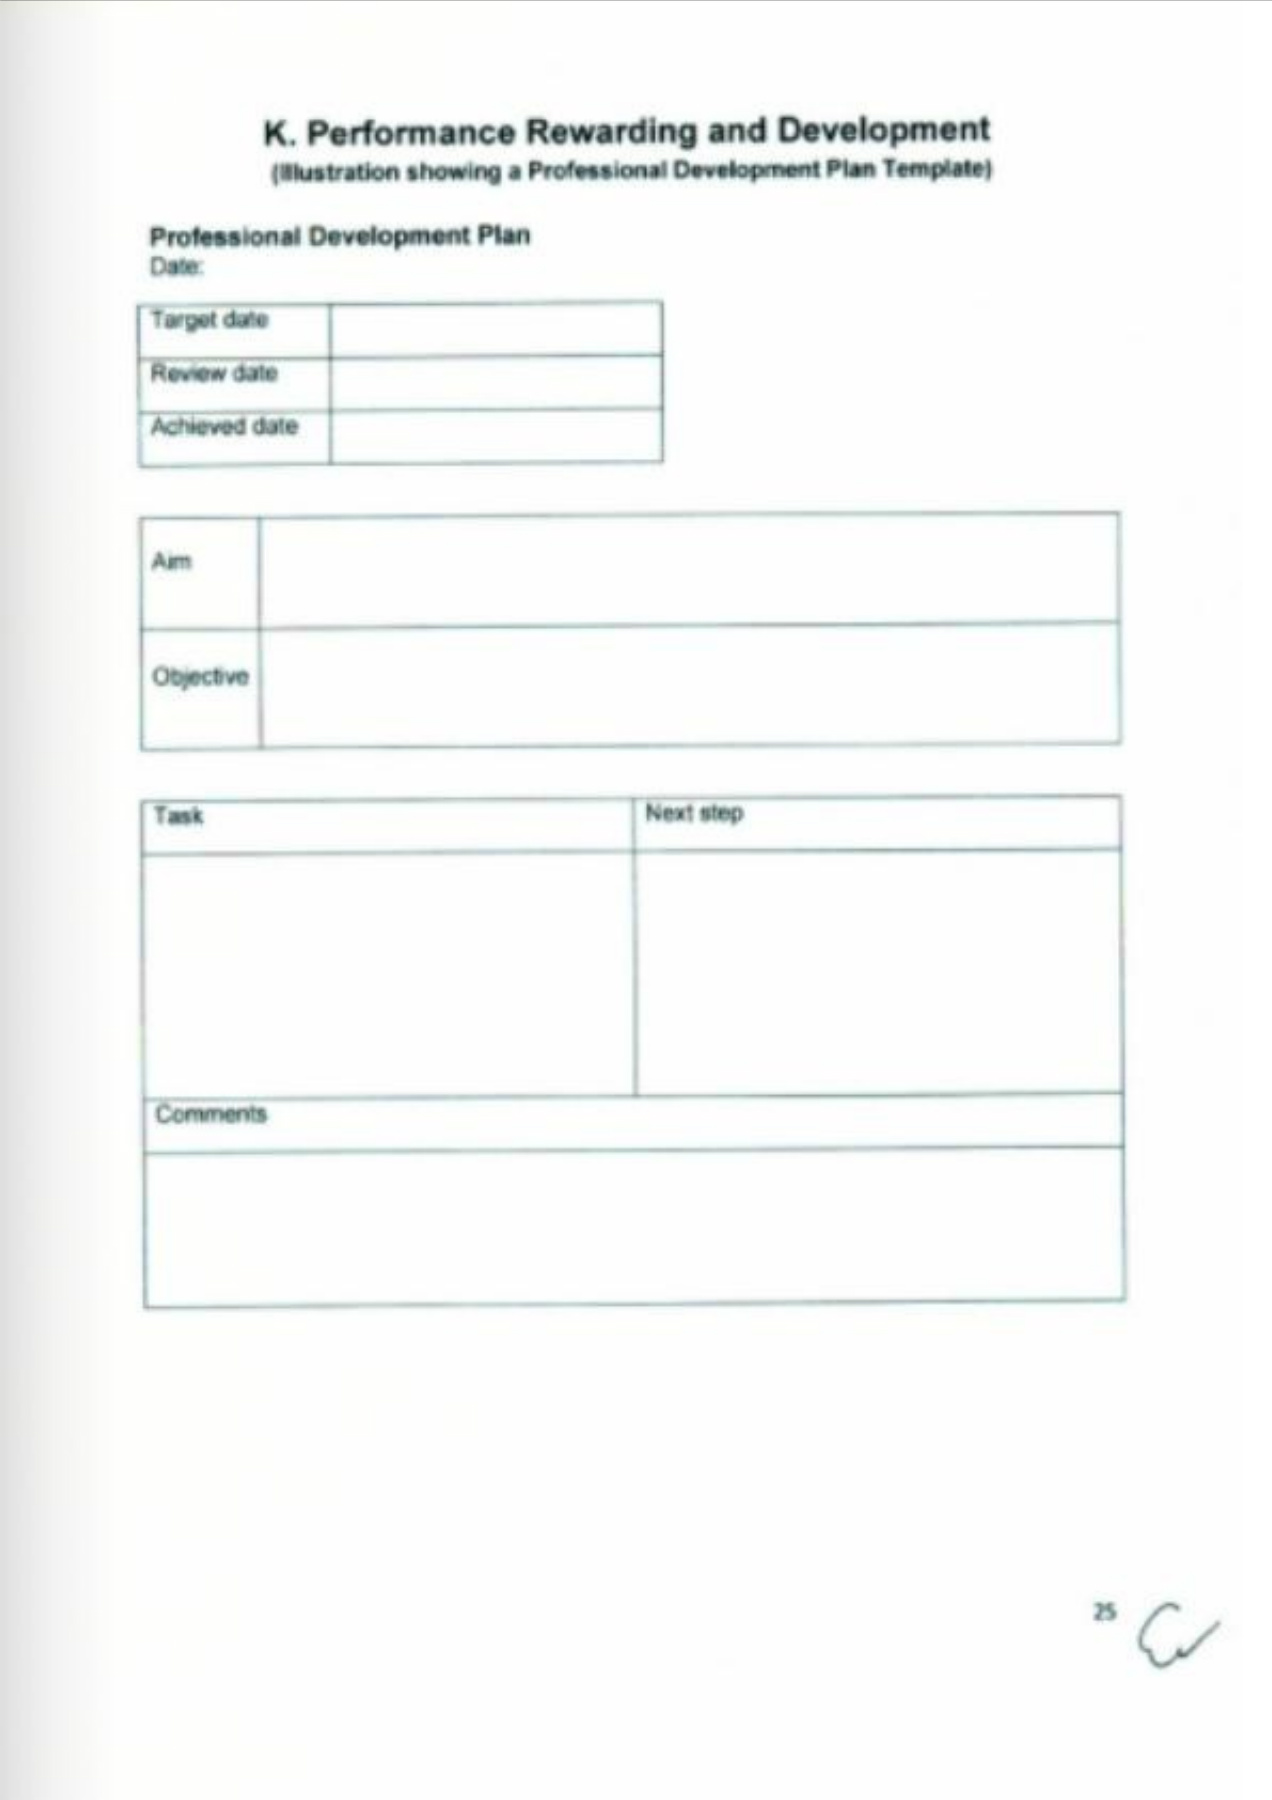 K. Performance Rewarding and Development
(Illustration showing a Professional Development Plan Template)
Professional Development Plan
Date:
Target date
Review date
Achieved date
Aim
Objective
Task
Next step
Comments
25